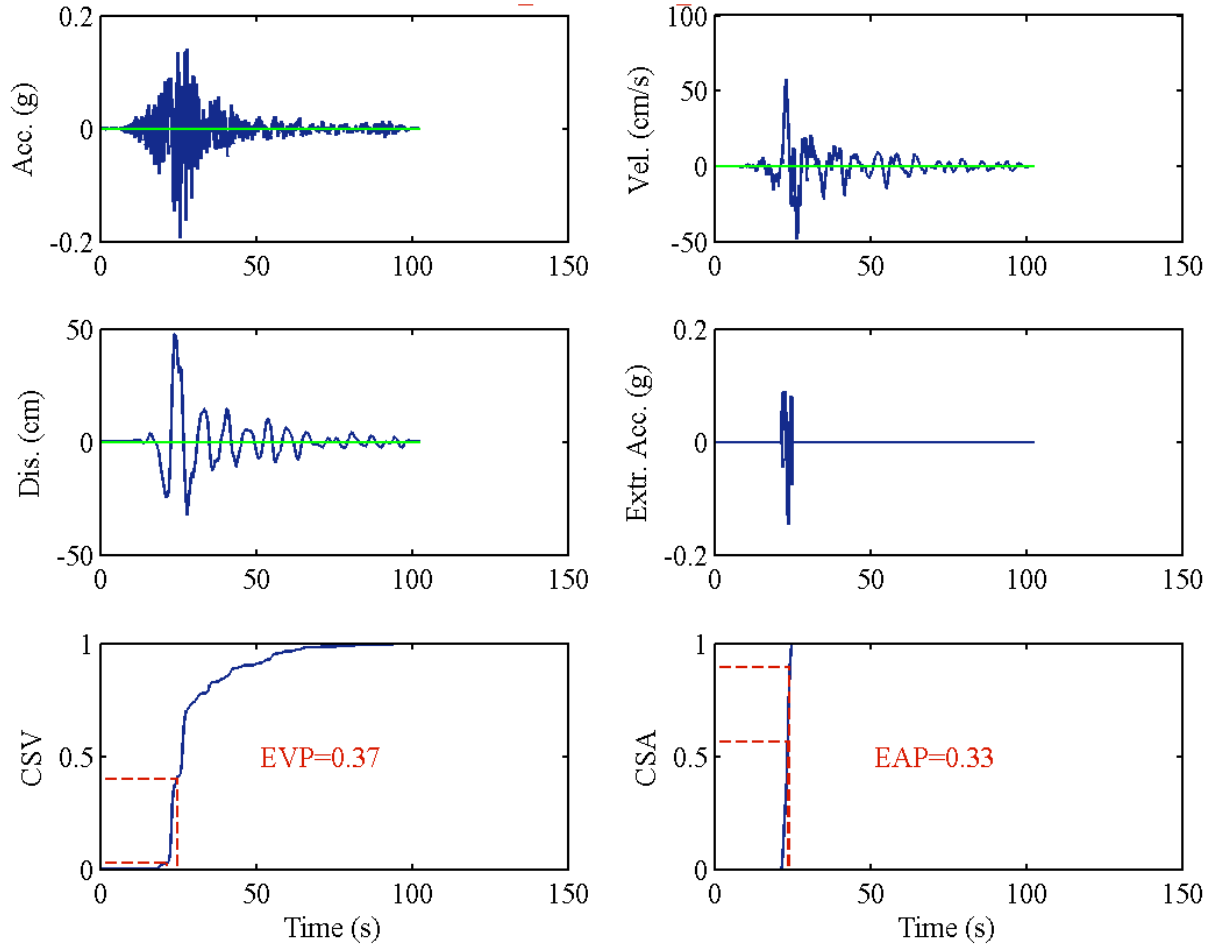 0.2 100
Acc. (g) 0 Vel. (cm/s) 50
0
-0.2 -50
0 50 100 150 0 50 100 150
50 0.2
Dis. (cm) 0 Extr. Acc. (g) 0
-50 -0.2
0 50 100 150 0 50 100 150
1 1
CSV 0.5 EVP=0.37 CSA 0.5 EAP=0.33
0 0
0 50 100 150 0 50 100 150
Time (s) Time (s)